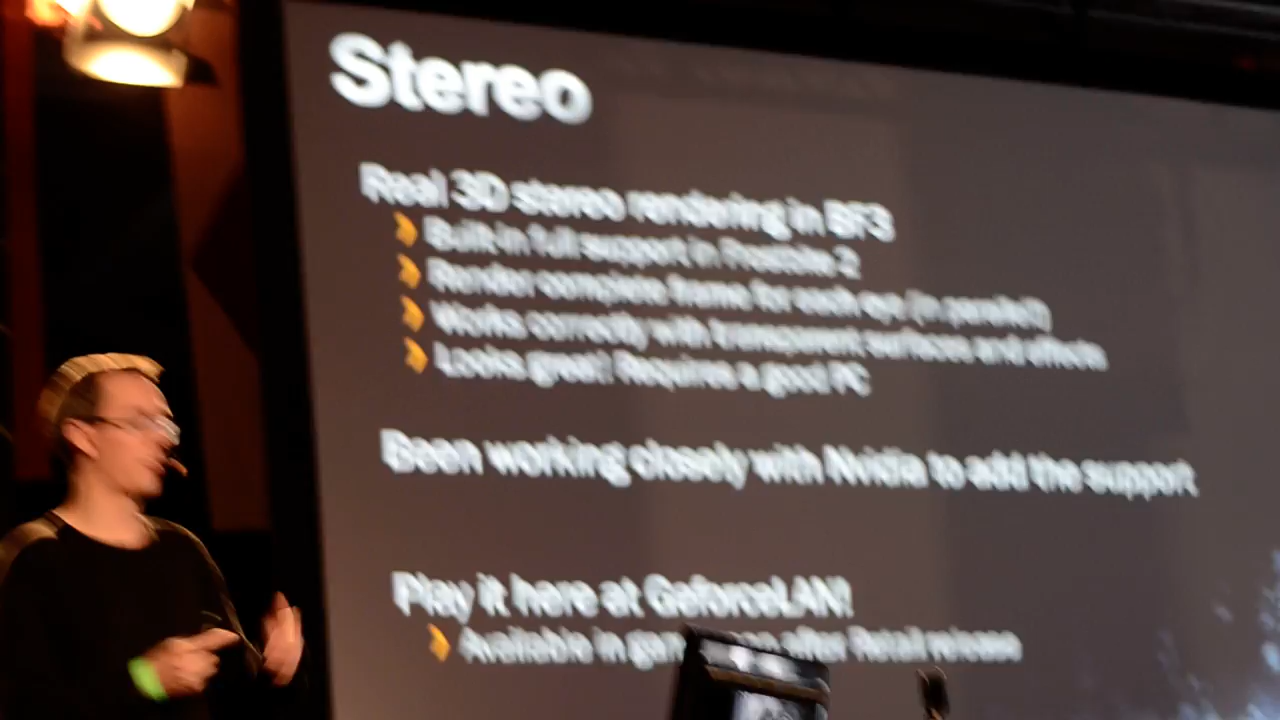 Stereo
Real 3D stereo rendering in BF3
Built-in full support in Frostbite 2
Render complete frame for each eye (in parallel!)
Works correctly with transparent surfaces and effects
Looks great! Requires a good PC
Been working closely with Nvidia to add the support
Play it here at GeforceLAN!
Available in after Retail release